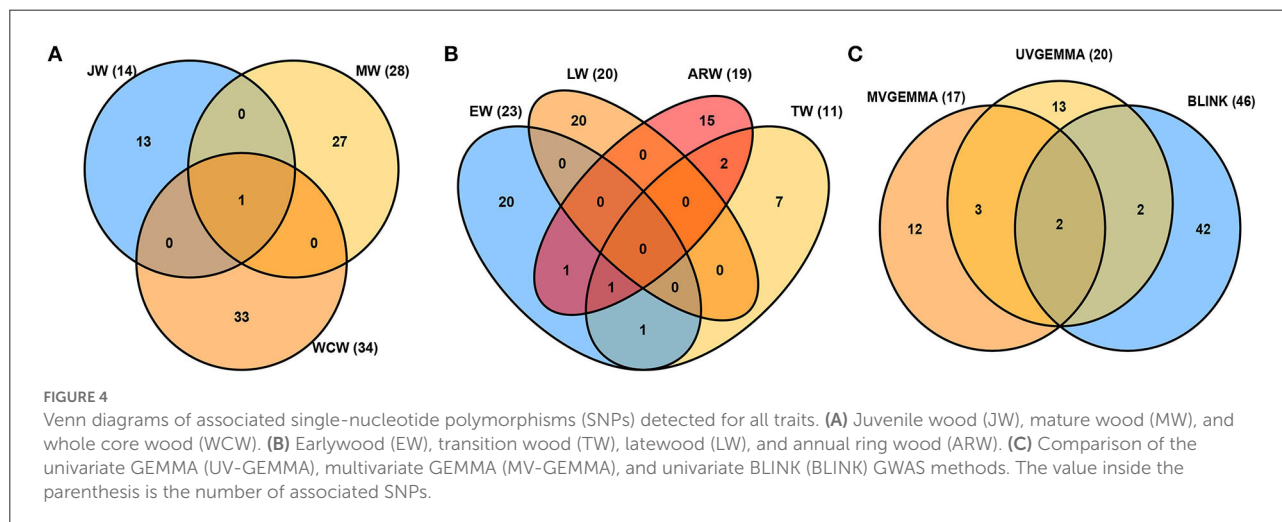 A
JW (14)
MW (28)
0
13
27
1
0
0
33
WCW (34)
B
LW (20)
ARW (19)
EW (23)
TW (11)
20
15
0
0
2
20
0
0
7
0
0
1
1
0
1
C
UVGEMMA (20)
MVGEMMA (17)
BLINK (46)
13
3
2
12
2
42
FIGURE 4
Venn diagrams of associated single-nucleotide polymorphisms (SNPs) detected for all traits. (A) Juvenile wood (JW), mature wood (MW), and
whole core wood (WCW). (B) Earlywood (EW), transition wood (TW), latewood (LW), and annual ring wood (ARW). (C) Comparison of the
univariate GEMMA (UV-GEMMA), multivariate GEMMA (MV-GEMMA), and univariate BLINK (BLINK) GWAS methods. The value inside the
parenthesis is the number of associated SNPs.